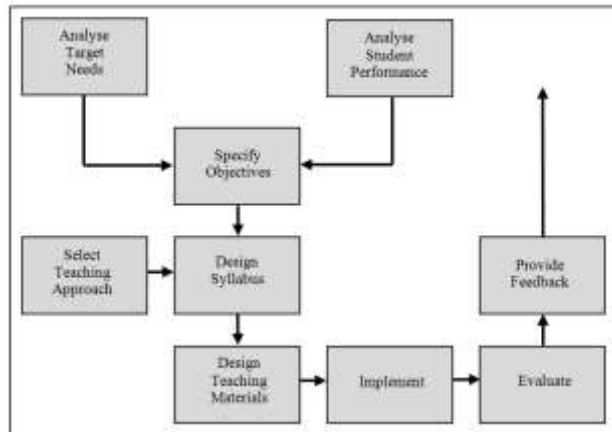 Analyse
Target
Needs
Analyse
Student
Performance
Specify
Objectives
Select
Teaching
Approach
Design
Syllabus
Provide
Feedback
Design
Teaching
Materials
Implement
Evaluate